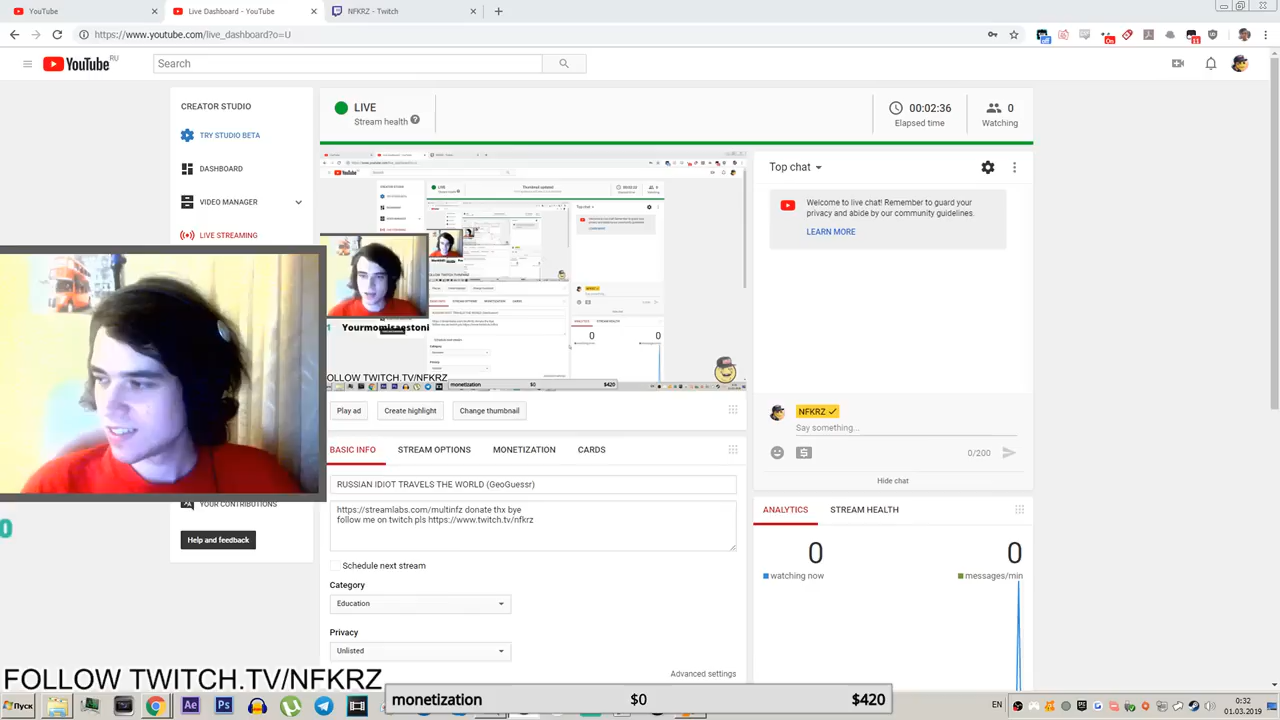 YouTube
Live Dashboard - YouTube
NFKRZ - Twitch
https://www.youtube.com/live_dashboard?o=U
YouTube RU
Search
CREATOR STUDIO
TRY STUDIO BETA
DASHBOARD
VIDEO MANAGER
LIVE STREAMING
YOUR CONTRIBUTIONS
Help and feedback
LIVE
Stream health
00:02:36
Elapsed time
0
Watching
Yourmomisaestoni
FOLLOW TWITCH.TV/NFKRZ
monetization $0 $420
Play ad
Create highlight
Change thumbnail
BASIC INFO
STREAM OPTIONS
MONETIZATION
CARDS
RUSSIAN IDIOT TRAVELS THE WORLD (GeoGuessr)
https://streamlabs.com/multinfz donate thx bye
follow me on twitch pls https://www.twitch.tv/nfkrz
Schedule next stream
Category
Education
Privacy
Unlisted
Advanced settings
Top chat
Welcome to live chat! Remember to guard your
privacy and abide by our community guidelines.
LEARN MORE
NFKRZ
Say something...
0/200
Hide chat
ANALYTICS
STREAM HEALTH
0
watching now
0
messages/min
FOLLOW TWITCH.TV/NFKRZ
monetization $0 $420
Пуск
EN
0:32
01.03.2019